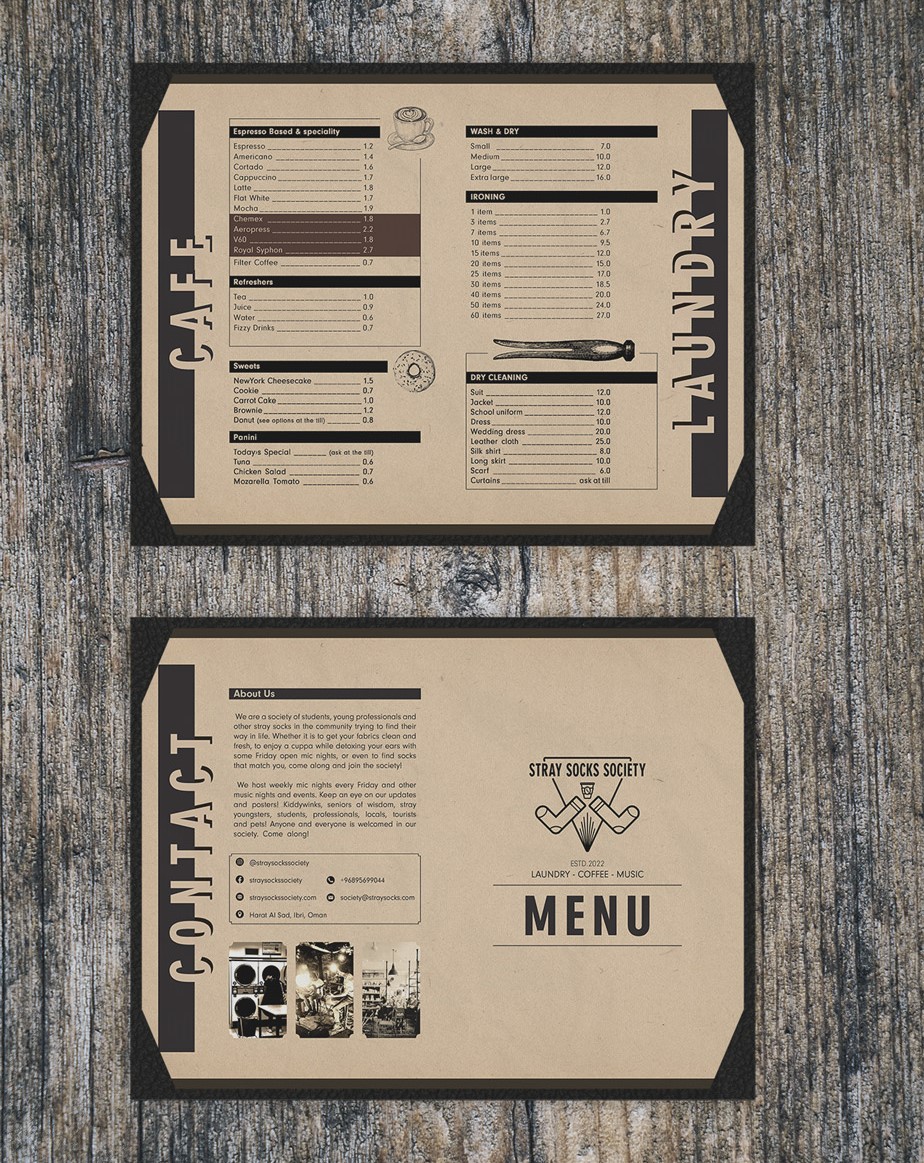 CAFE
Espresso Based & speciality
Espresso 1.2
Americano 1.4
Cortado 1.6
Cappuccino 1.7
Latte 1.8
Flat White 1.7
Mocha 1.9
Chemex 1.8
Aeropress 2.2
V60 1.8
Royal Syphon 2.7
Filter Coffee 0.7
Refreshers
Tea 1.0
Juice 0.9
Water 0.6
Fizzy Drinks 0.7
Sweets
NewYork Cheesecake 1.5
Cookie 0.7
Carrot Cake 1.0
Brownie 1.2
Donut (see options at the till) 0.8
Panini
Today's Special (ask at the till)
Tuna 0.6
Chicken Salad 0.7
Mozarella Tomato 0.6
WASH & DRY
Small 7.0
Medium 10.0
Large 12.0
Extra large 16.0
IRONING
1 item 1.0
3 items 2.7
7 items 6.7
10 items 9.5
15 items 12.0
20 items 15.0
25 items 17.0
30 items 18.5
40 items 20.0
50 items 24.0
60 items 27.0
DRY CLEANING
Suit 12.0
Jacket 10.0
School uniform 12.0
Dress 10.0
Wedding dress 20.0
Leather cloth 25.0
Silk shirt 8.0
Long skirt 10.0
Scarf 6.0
Curtains ask at till
LAUNDRY
CONTACT
About Us
We are a society of students, young professionals and
other stray socks in the community trying to find their
way in life. Whether it is to get your fabrics clean and
fresh, to enjoy a cuppa while detoxing your ears with
some Friday open mic nights, or even to find socks
that match you, come along and join the society!
We host weekly mic nights every Friday and other
music nights and events. Keep an eye on our updates
and posters! Kiddywinks, seniors of wisdom, stray
youngsters, students, professionals, locals, tourists
and pets! Anyone and everyone is welcomed in our
society. Come along!
@straysockssociety
straysockssociety +96895699044
straysockssociety.com society@straysocks.com
Harat Al Sad, Ibri, Oman
STRAY SOCKS SOCIETY
ESTD.2022
LAUNDRY - COFFEE - MUSIC
MENU